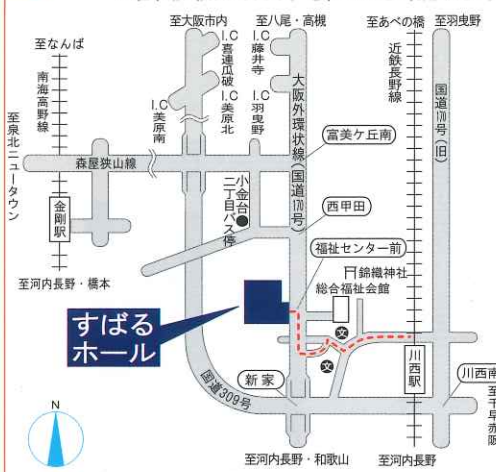 至大阪市内
至八尾・高槻
至あべの橋
至羽曳野
至なんば
南海高野線
至泉北ニュータウン
I.C
喜連瓜破
I.C
藤井寺
I.C
美原北
I.C
羽曳野
I.C
美原南
大阪外環状線(国道170号)
近鉄長野線
国道170号(旧)
富美ケ丘南
森屋狭山線
小金台
二丁目バス停
西甲田
金剛駅
福祉センター前
錦織神社
総合福祉会館
至河内長野・橋本
すばる
ホール
文
文
川西駅
新家
川西南
国道309号
至千早赤阪
N
至河内長野・和歌山
至河内長野